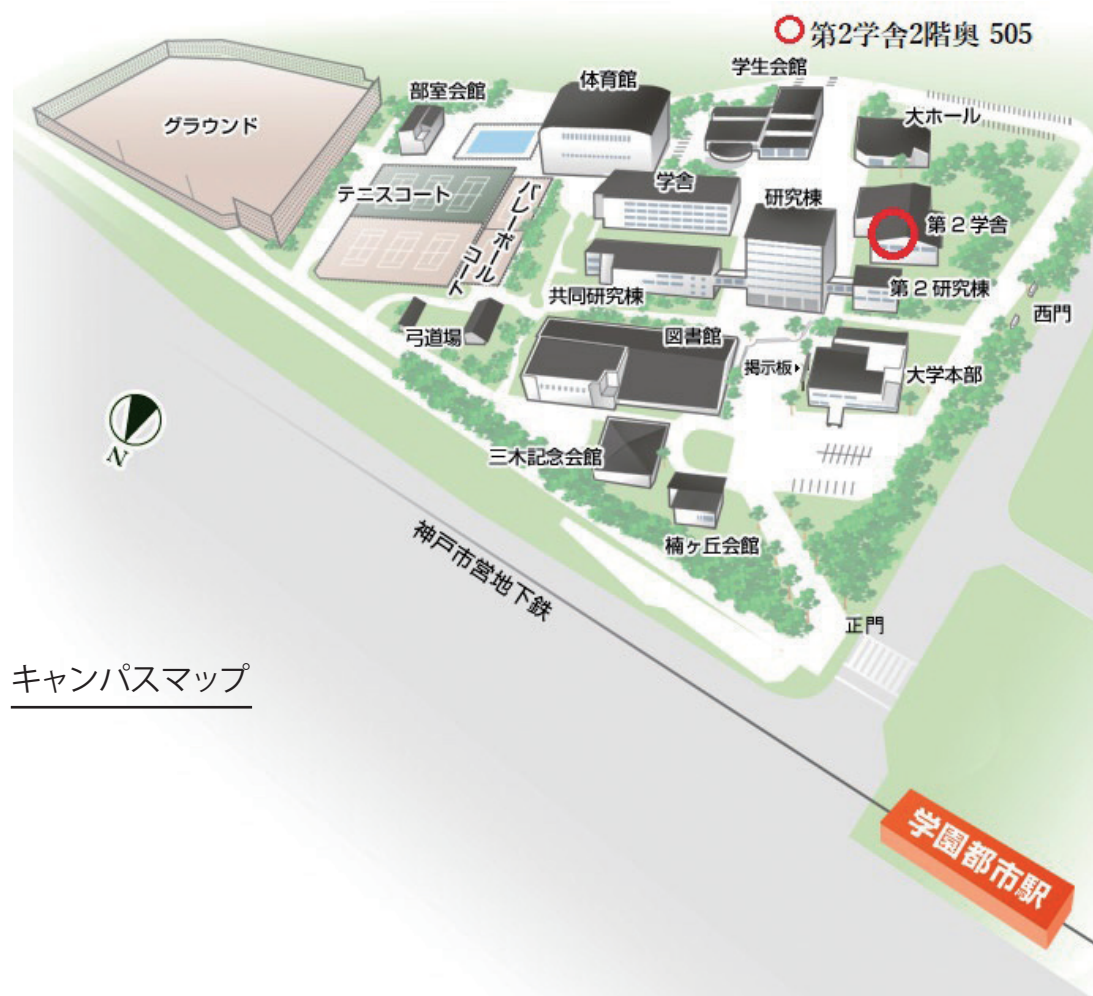 第2学舎2階奥 505
学生会館
体育館
部室会館
大ホール
グラウンド
学舎
テニスコート
バレーボール
コート
研究棟
第2学舎
第2研究棟
共同研究棟
西門
図書館
弓道場
掲示板
大学本部
N
三木記念会館
楠ヶ丘会館
神戸市営地下鉄
正門
キャンパスマップ
学園都市駅